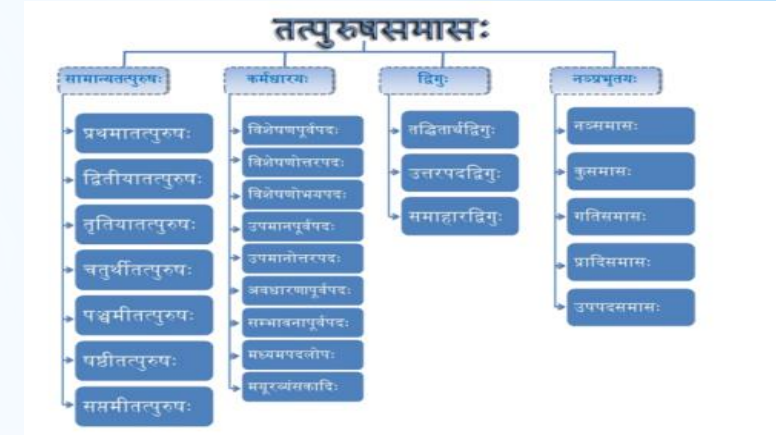 तत्पुरुषसमासः
सामान्यतत्पुरुषः
प्रथमातत्पुरुषः
द्वितीयातत्पुरुषः
तृतियातत्पुरुषः
चतुर्थीतत्पुरुषः
पञ्चमीतत्पुरुषः
षष्ठीतत्पुरुषः
सप्तमीतत्पुरुषः
कर्मधारयः
विशेषणपूर्वपदः
विशेषणोत्तरपदः
विशेषणोभयपदः
उपमानपूर्वपदः
उपमानोत्तरपदः
अवधारणापूर्वपदः
सम्भावनापूर्वपदः
मध्यमपदलोपः
मयूरव्यंसकादिः
द्विगुः
तद्धितार्थद्विगुः
उत्तरपदद्विगुः
समाहारद्विगुः
नञ्प्रभृतयः
नञ्समासः
कुसमासः
गतिसमासः
प्रादिसमासः
उपपदसमासः